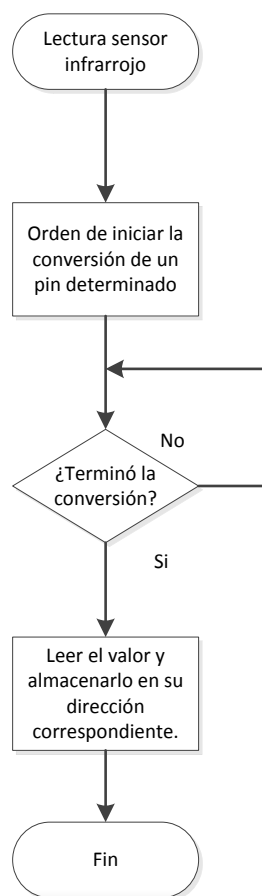 Lectura sensor
infrarrojo
Orden de iniciar la
conversión de un
pin determinado
No
¿Terminó la
conversión?
Si
Leer el valor y
almacenarlo en su
dirección
correspondiente.
Fin